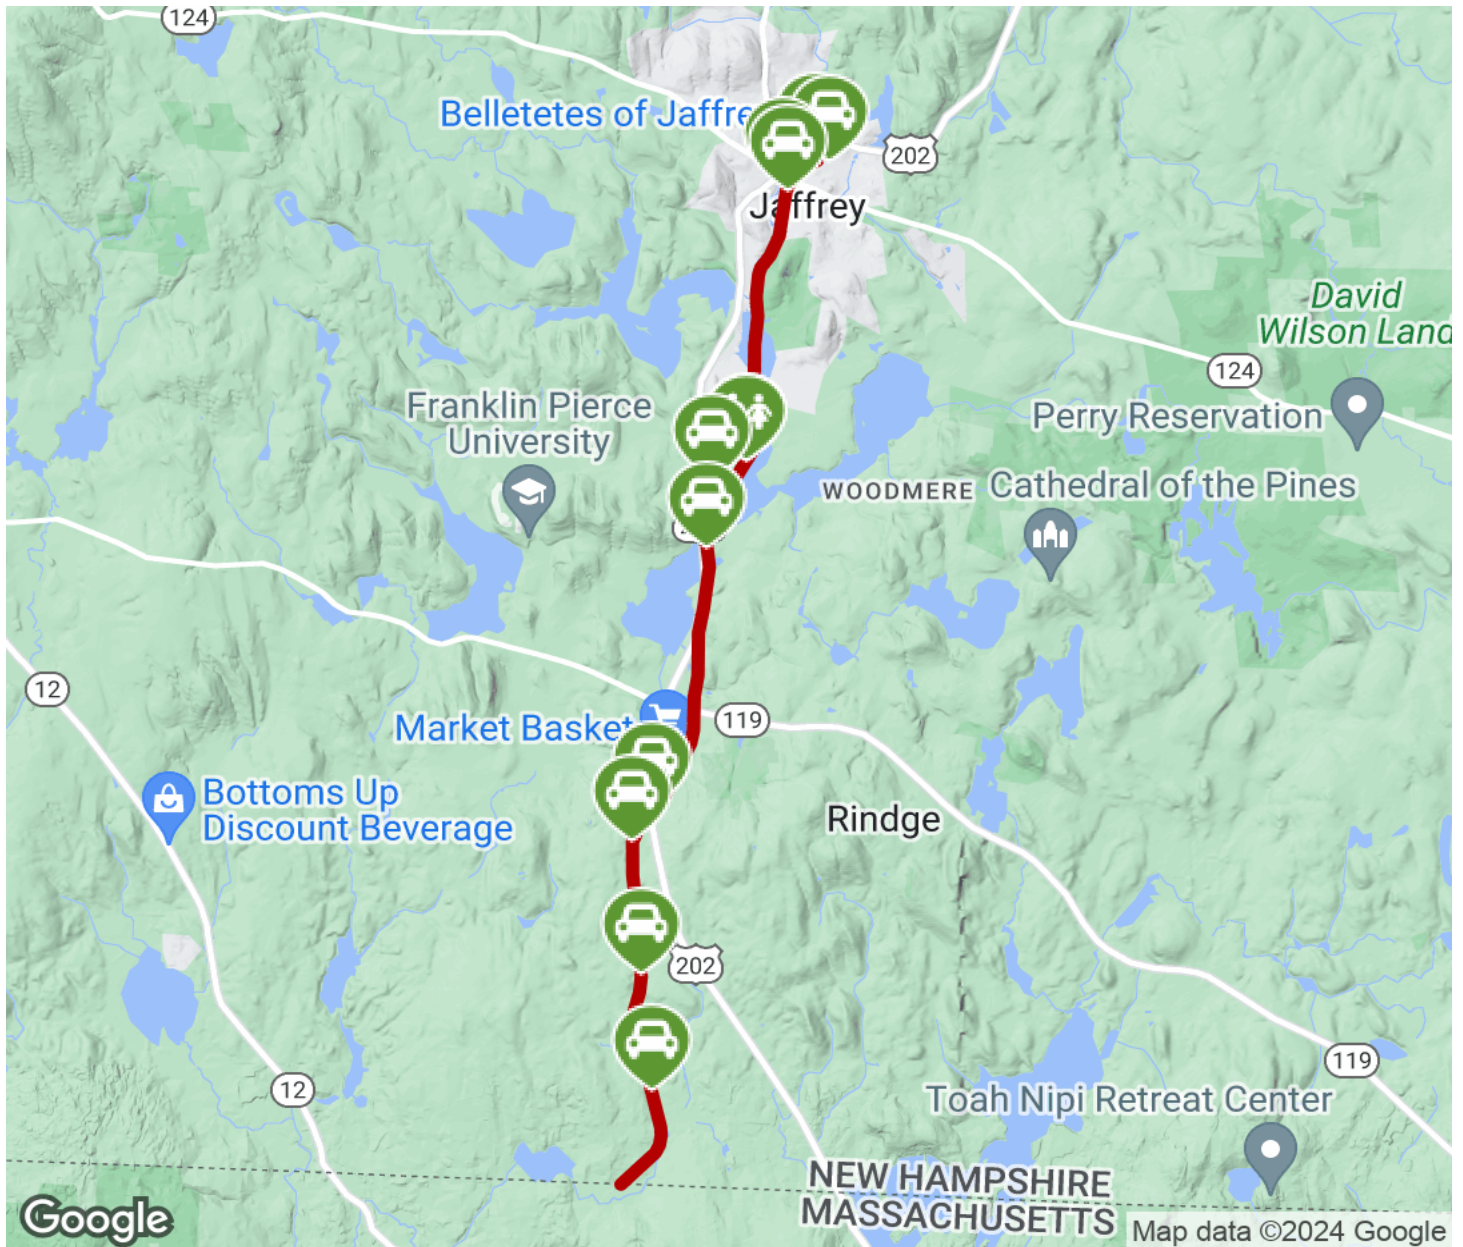 124
Belletetes of Jaffre
202
Jaffrey
David
Wilson Land
124
Franklin Pierce
University
Perry Reservation
WOODMERE
Cathedral of the Pines
12
Market Basket
119
Bottoms Up
Discount Beverage
Rindge
202
12
119
Toah Nipi Retreat Center
NEW HAMPSHIRE
MASSACHUSETTS
Google
Map data ©2024 Google